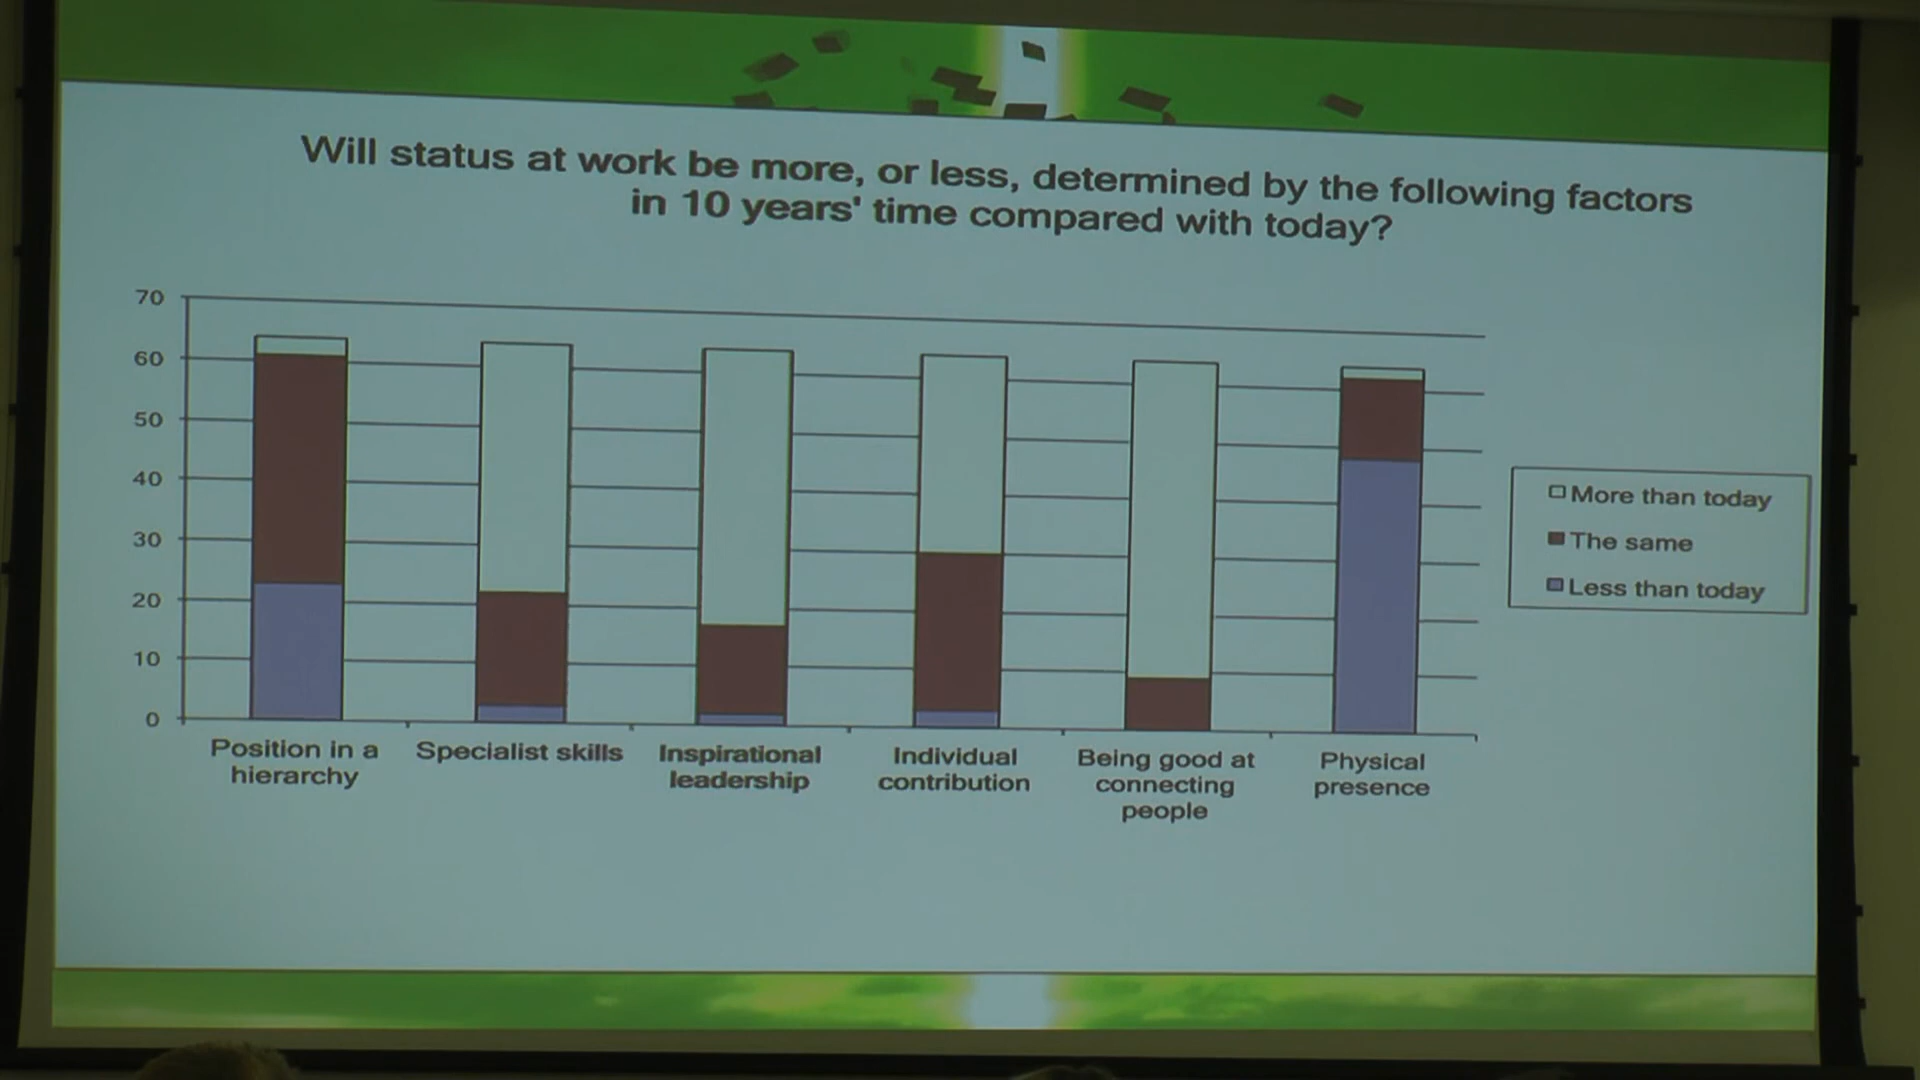 Will status at work be more, or less, determined by the following factors
in 10 years' time compared with today?
70
60
50
40
30
20
10
0
Position in a
hierarchy
Specialist skills
Inspirational
leadership
Individual
contribution
Being good at
connecting
people
Physical
presence
More than today
The same
Less than today